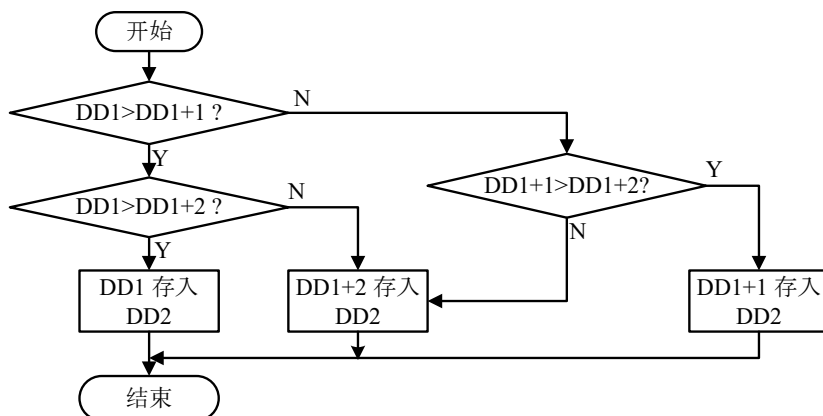 开始
DD1>DD1+1 ?
N
Y
DD1+1>DD1+2?
Y
N
DD1>DD1+2 ?
N
Y
DD1 存入
DD2
DD1+2 存入
DD2
DD1+1 存入
DD2
结束